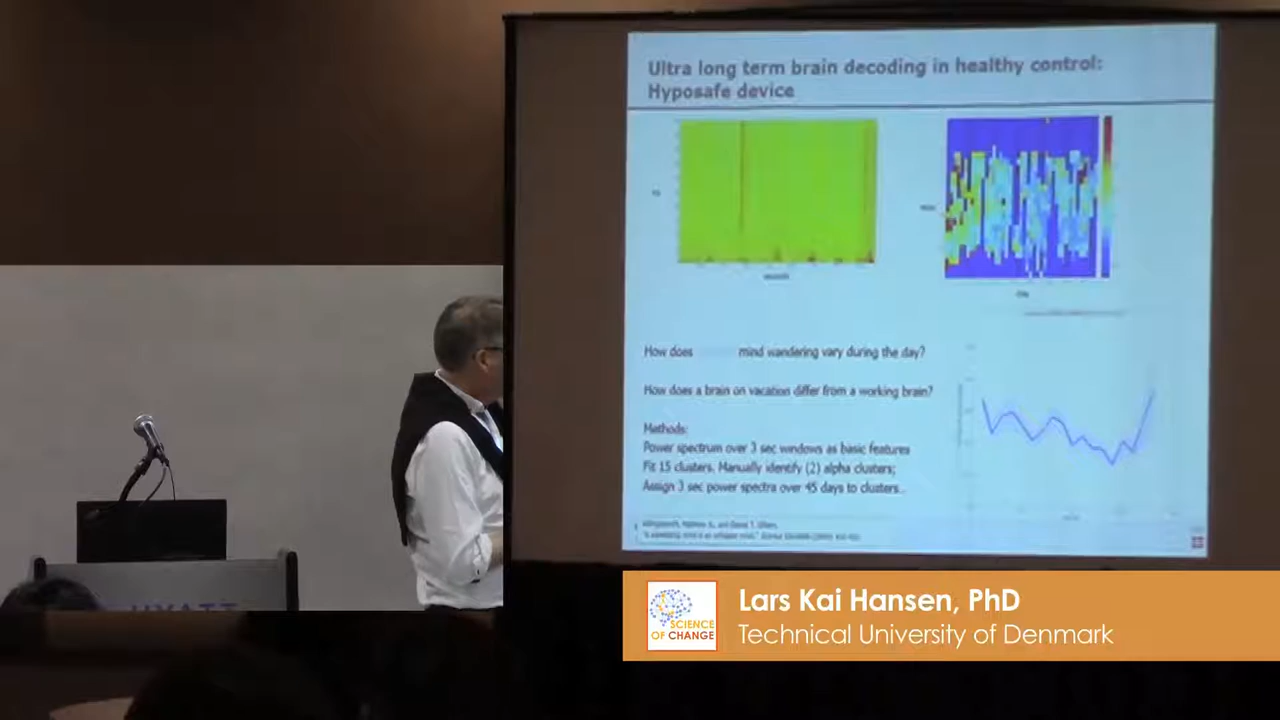 Ultra long term brain decoding in healthy control:
Hyposafe device
How does mind wandering vary during the day?
How does a brain on vacation differ from a working brain?
Methods:
Power spectrum over 3 sec windows as basic features
Fit 15 clusters. Manually identify (2) alpha clusters;
Assign 3 sec power spectra over 45 days to clusters..
HYATT
SCIENCE
OF CHANGE
Lars Kai Hansen, PhD
Technical University of Denmark